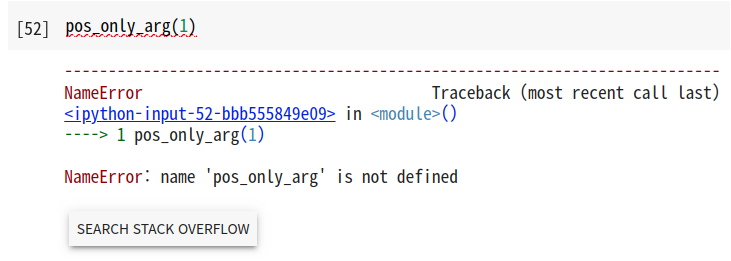 [52] pos_only_arg(1)
---------------------------------------------------------------------------
NameError Traceback (most recent call last)
<ipython-input-52-bbb555849e09> in <module>()
----> 1 pos_only_arg(1)
NameError: name 'pos_only_arg' is not defined
SEARCH STACK OVERFLOW